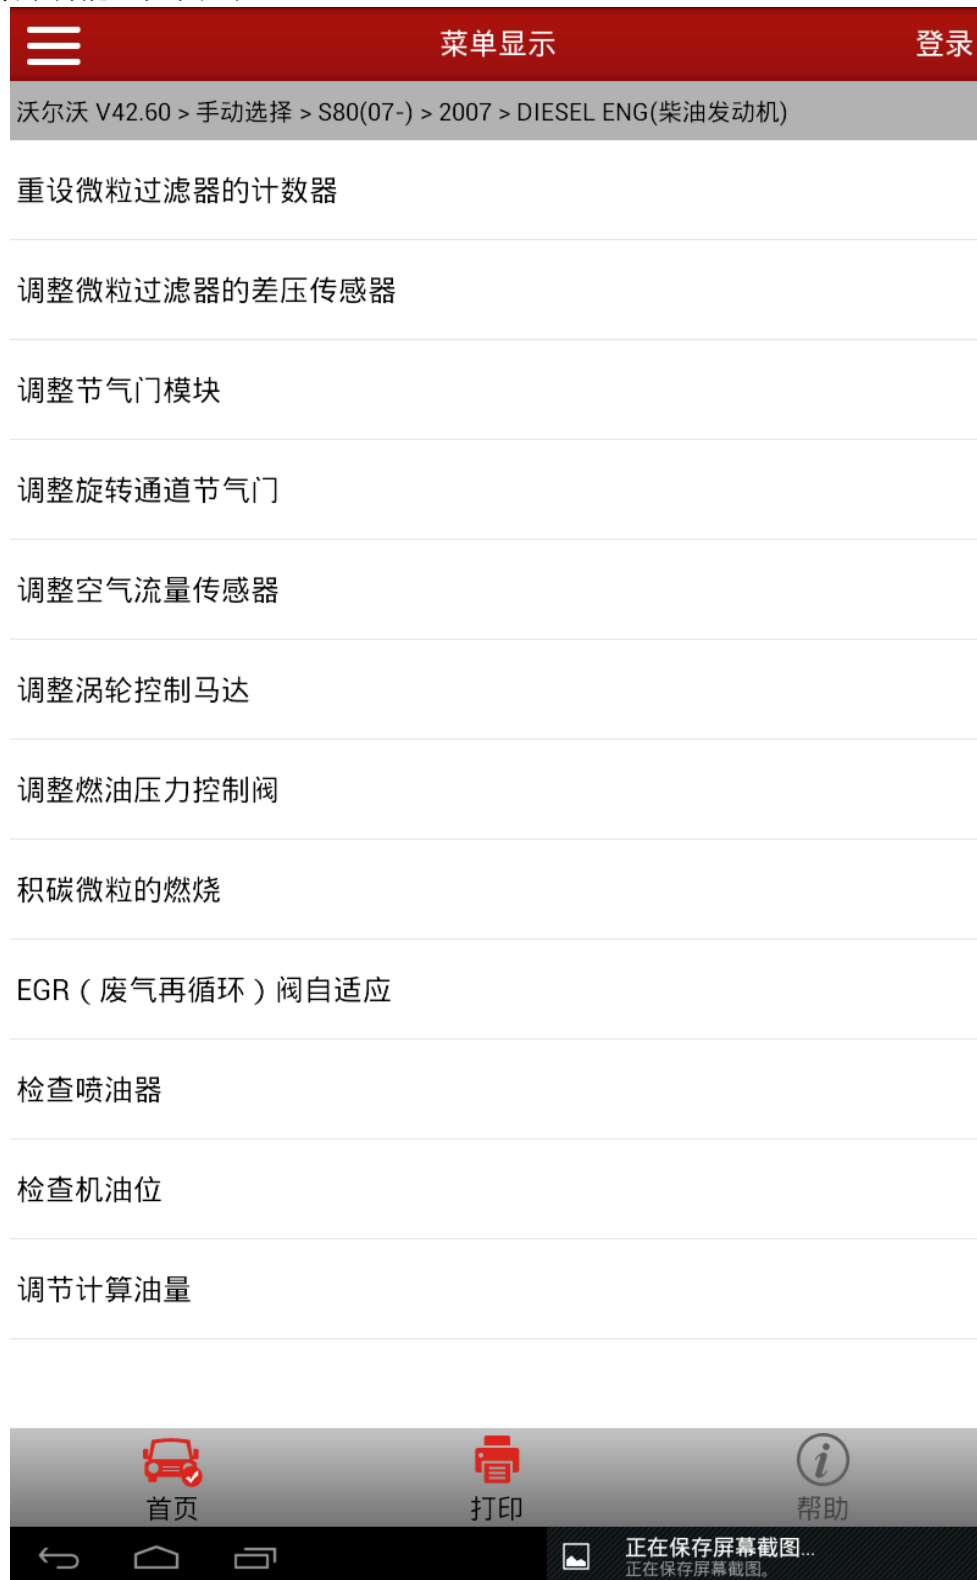 菜单显示
登录
沃尔沃 V42.60 > 手动选择 > S80(07-) > 2007 > DIESEL ENG(柴油发动机)
重设微粒过滤器的计数器
调整微粒过滤器的差压传感器
调整节气门模块
调整旋转通道节气门
调整空气流量传感器
调整涡轮控制马达
调整燃油压力控制阀
积碳微粒的燃烧
EGR（废气再循环）阀自适应
检查喷油器
检查机油位
调节计算油量
首页
打印
帮助
正在保存屏幕截图...
正在保存屏幕截图。